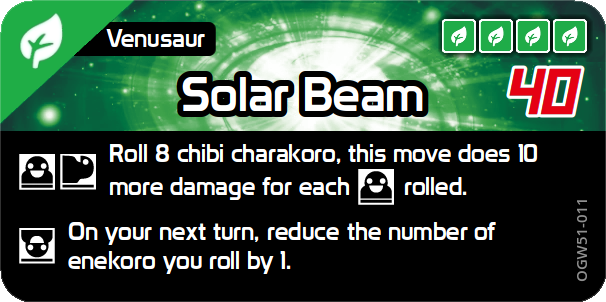 Venusaur
Solar Beam
40
Roll 8 chibi charakoro, this move does 10
more damage for each rolled.
On your next turn, reduce the number of
enekoro you roll by 1.
OGW51-011